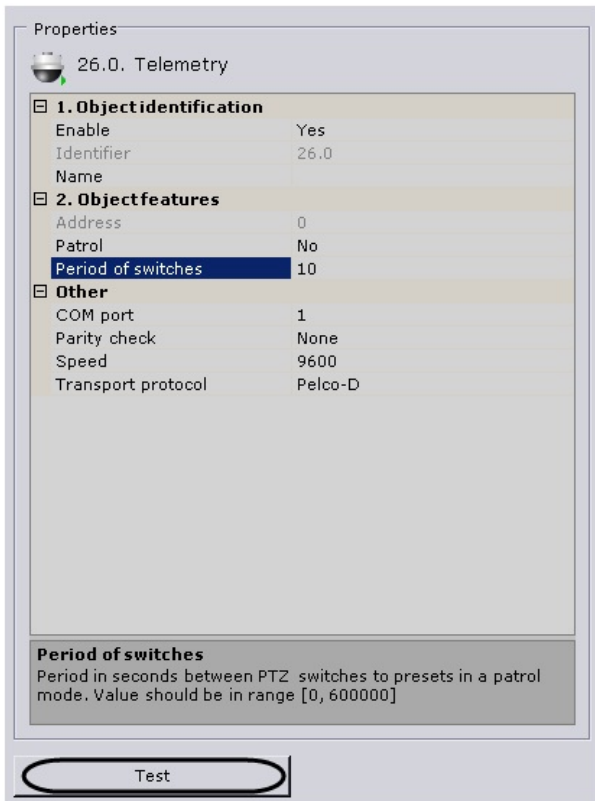 Properties
26.0. Telemetry
1. Object identification
Enable Yes
Identifier 26.0
Name
2. Object features
Address 0
Patrol No
Period of switches 10
Other
COM port 1
Parity check None
Speed 9600
Transport protocol Pelco-D
Period of switches
Period in seconds between PTZ switches to presets in a patrol
mode. Value should be in range [0, 600000]
Test